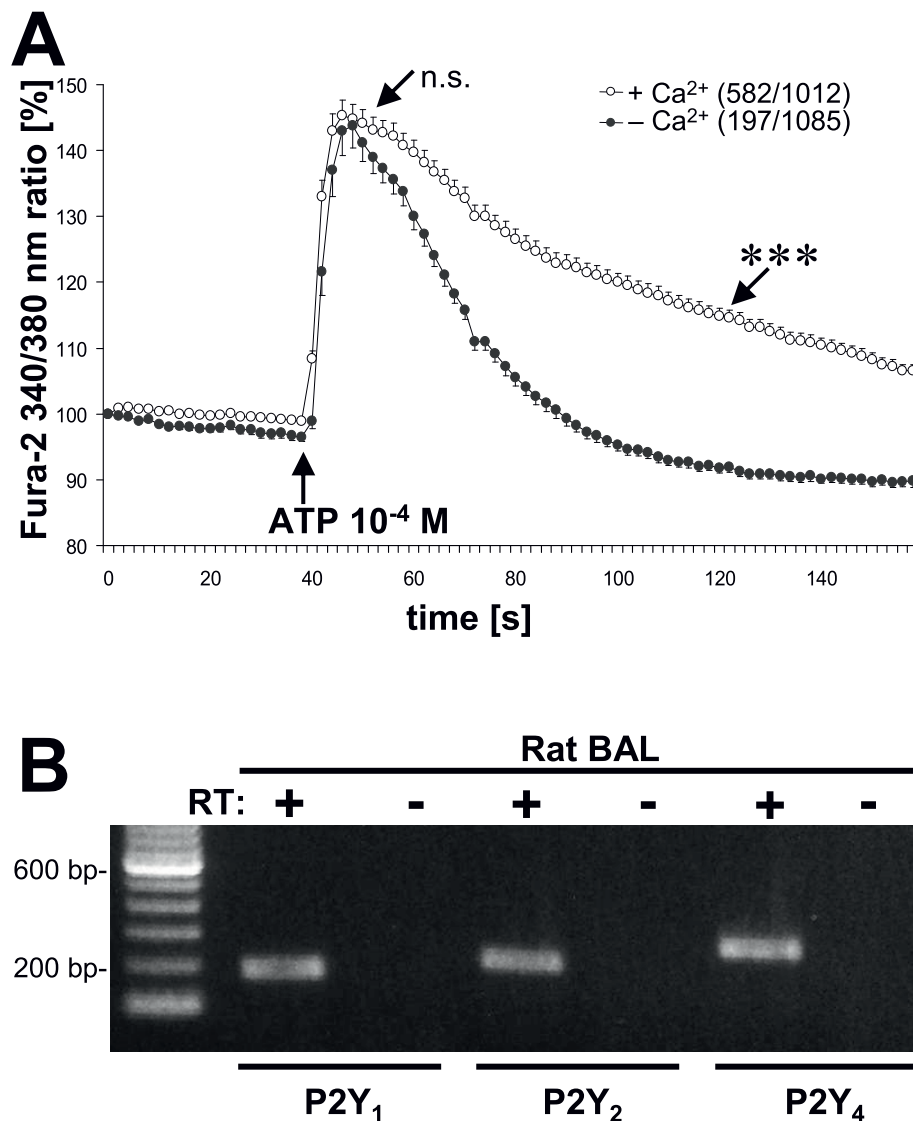 A
Fura-2 340/380 nm ratio [%]
150
140
130
120
110
100
90
80
n.s.
+ Ca²⁺ (582/1012)
– Ca²⁺ (197/1085)
***
ATP 10⁻⁴ M
0 20 40 60 80 100 120 140
time [s]
B
Rat BAL
RT: + - + - + -
600 bp-
200 bp-
P2Y₁ P2Y₂ P2Y₄